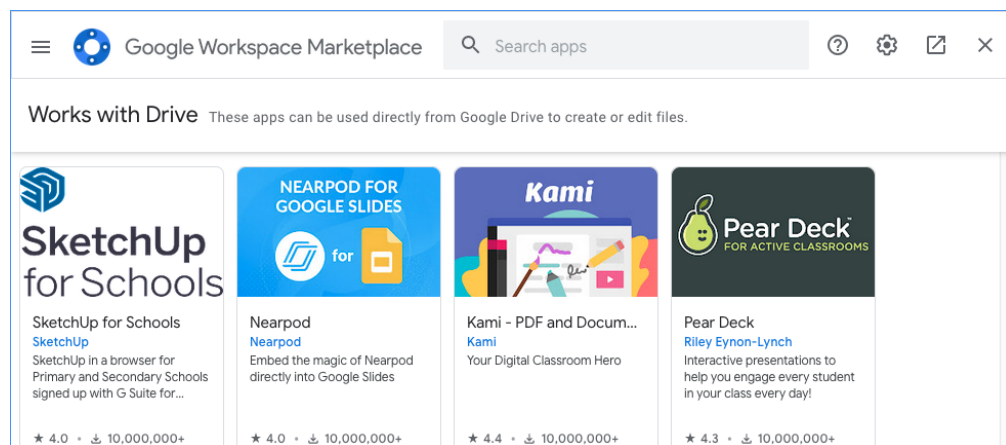 Google Workspace Marketplace
Search apps
Works with Drive These apps can be used directly from Google Drive to create or edit files.
SketchUp
for Schools
SketchUp for Schools
SketchUp
SketchUp in a browser for
Primary and Secondary Schools
signed up with G Suite for...
4.0 • 10,000,000+
NEARPOD FOR
GOOGLE SLIDES
for
Nearpod
Nearpod
Embed the magic of Nearpod
directly into Google Slides
4.0 • 10,000,000+
Kami
Kami - PDF and Docum...
Kami
Your Digital Classroom Hero
4.4 • 10,000,000+
Pear Deck™
FOR ACTIVE CLASSROOMS
Pear Deck
Riley Eynon-Lynch
Interactive presentations to
help you engage every student
in your class every day!
4.3 • 10,000,000+